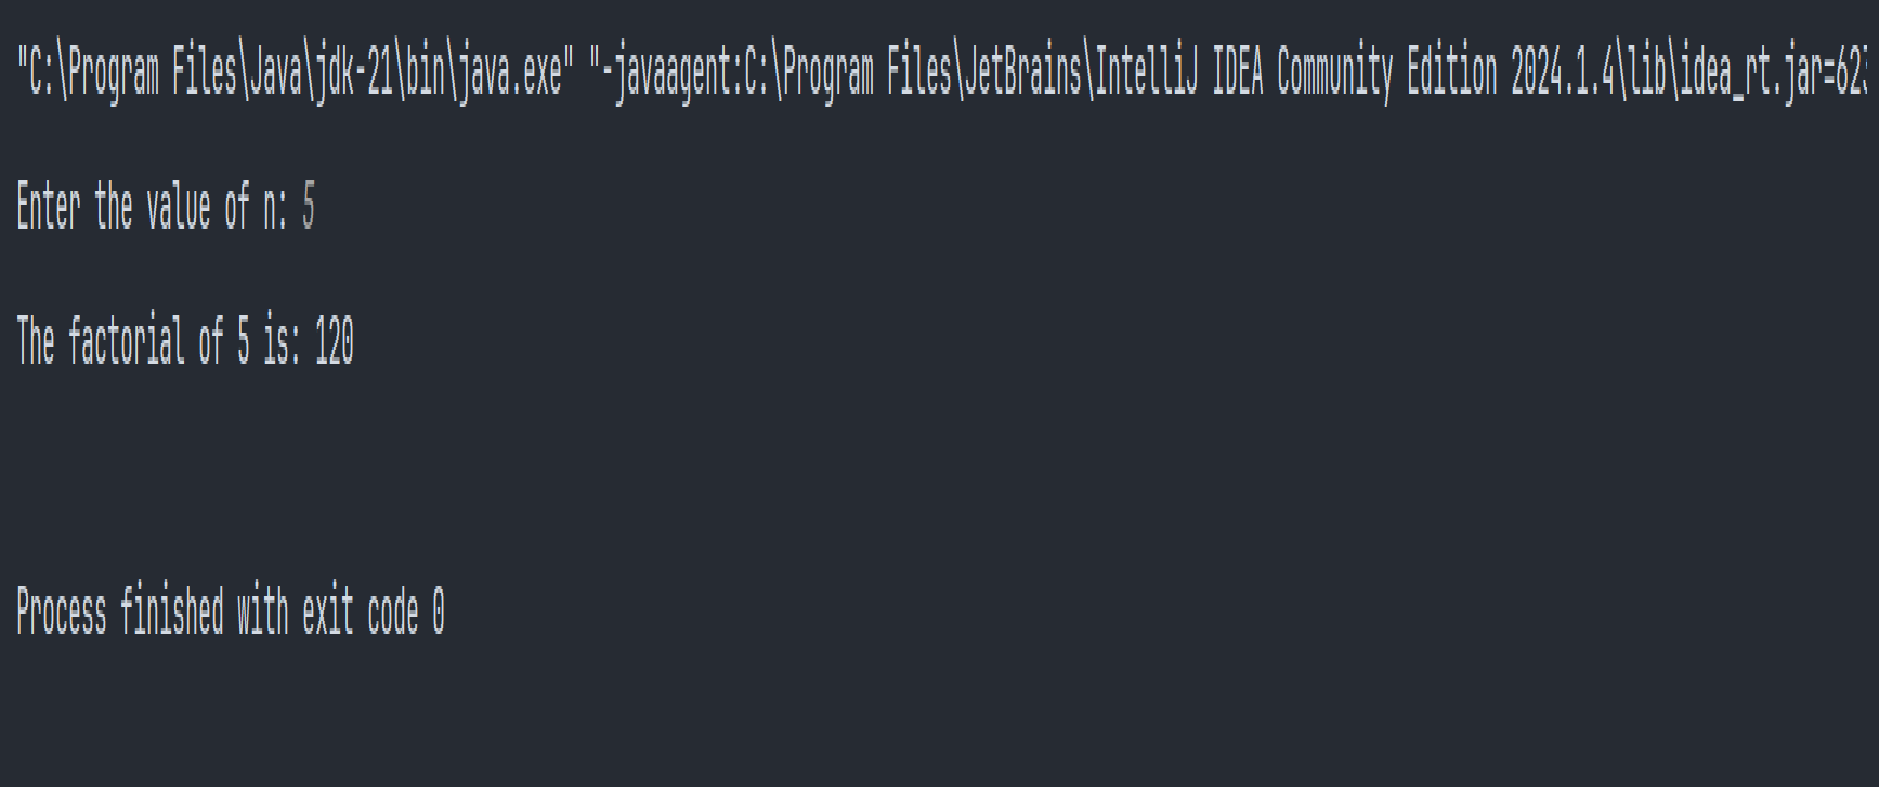 "C:\Program Files\Java\jdk-21\bin\java.exe" "-javaagent:C:\Program Files\JetBrains\IntelliJ IDEA Community Edition 2024.1.4\lib\idea_rt.jar=623
Enter the value of n: 5
The factorial of 5 is: 120
Process finished with exit code 0